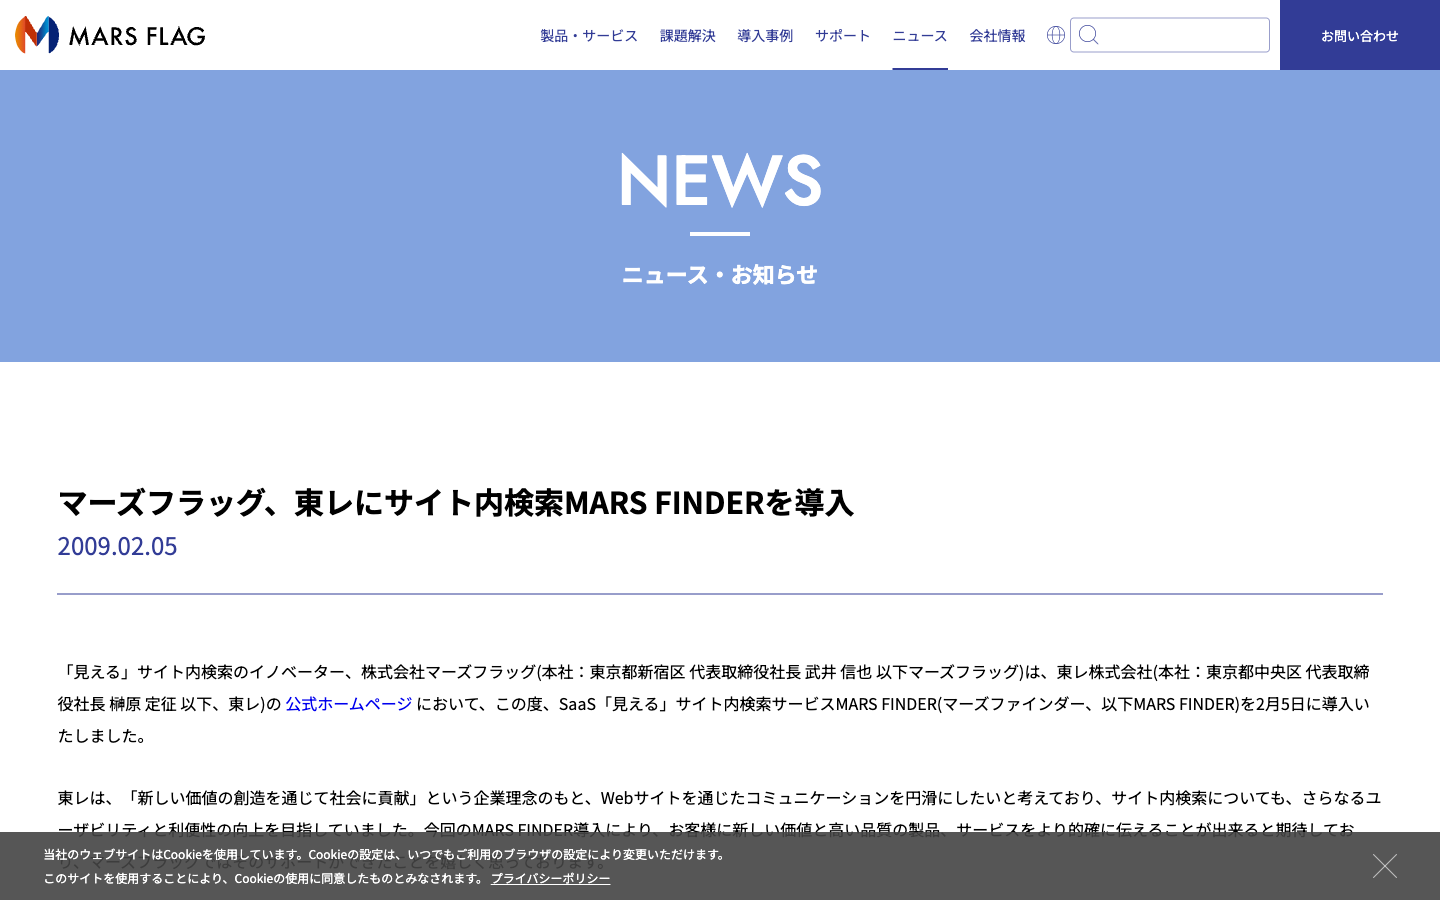 MARS FLAG
製品・サービス 課題解決 導入事例 サポート ニュース 会社情報 お問い合わせ
NEWS
ニュース・お知らせ
マーズフラッグ、東レにサイト内検索MARS FINDERを導入
2009.02.05
「見える」サイト内検索のイノベーター、株式会社マーズフラッグ(本社：東京都新宿区 代表取締役社長 武井 信也 以下マーズフラッグ)は、東レ株式会社(本社：東京都中央区 代表取締
役社長 榊原 定征 以下、東レ)の 公式ホームページ において、この度、SaaS「見える」サイト内検索サービスMARS FINDER(マーズファインダー、以下MARS FINDER)を2月5日に導入い
たしました。
東レは、「新しい価値の創造を通じて社会に貢献」という企業理念のもと、Webサイトを通じたコミュニケーションを円滑にしたいと考えており、サイト内検索についても、さらなるユ
ーザビリティと利便性の向上を目指していました。今回のMARS FINDER導入により、お客様に新しい価値と高い品質の製品、サービスをより的確に伝えることが出来ると期待してお
当社のウェブサイトはCookieを使用しています。Cookieの設定は、いつでもご利用のブラウザの設定により変更いただけます。
このサイトを使用することにより、Cookieの使用に同意したものとみなされます。 プライバシーポリシー